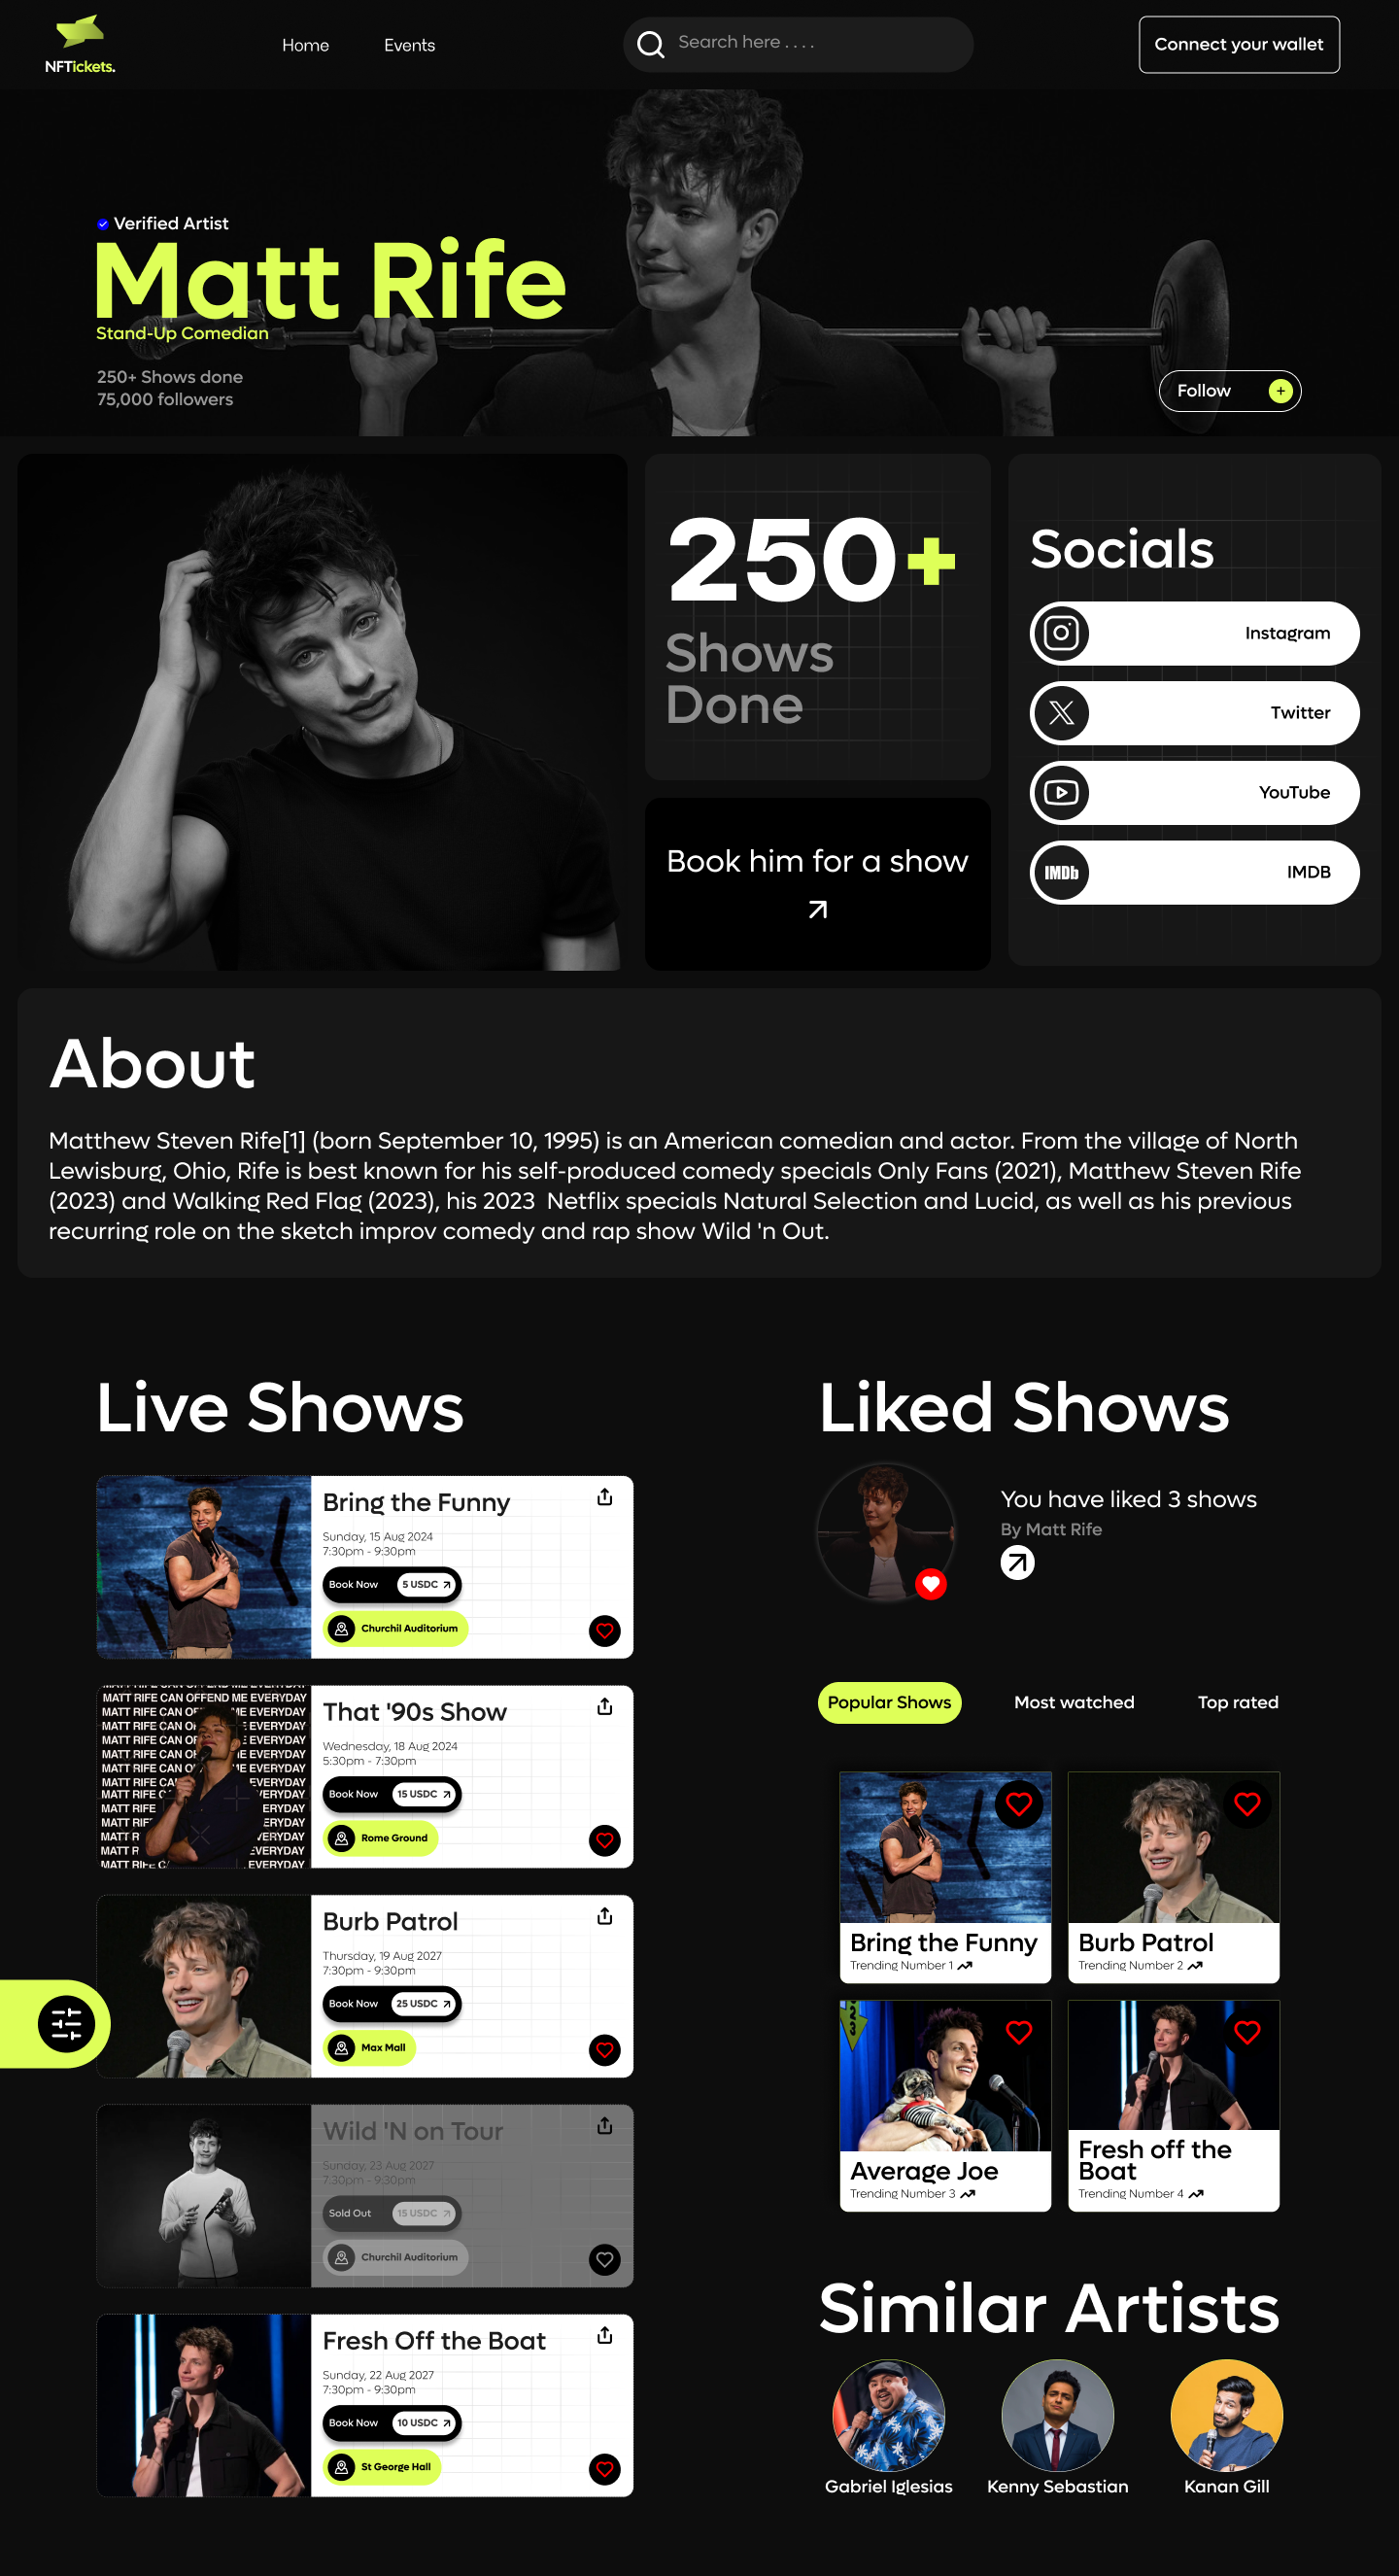 NFTickets.
Home
Events
Search here . . . .
Connect your wallet
Verified Artist
Matt Rife
Stand-Up Comedian
250+ Shows done
75,000 followers
Follow
250+
Shows
Done
Book him for a show
Socials
Instagram
Twitter
YouTube
IMDb
IMDB
About
Matthew Steven Rife[1] (born September 10, 1995) is an American comedian and actor. From the village of North
Lewisburg, Ohio, Rife is best known for his self-produced comedy specials Only Fans (2021), Matthew Steven Rife
(2023) and Walking Red Flag (2023), his 2023 Netflix specials Natural Selection and Lucid, as well as his previous
recurring role on the sketch improv comedy and rap show Wild 'n Out.
Live Shows
Bring the Funny
Sunday, 15 Aug 2024
7:30pm - 9:30pm
Book Now
5 USDC
Churchil Auditorium
MATT RIFE CAN OFFEND ME EVERYDAY
That '90s Show
Wednesday, 18 Aug 2024
5:30pm - 7:30pm
Book Now
15 USDC
Rome Ground
Burb Patrol
Thursday, 19 Aug 2027
7:30pm - 9:30pm
Book Now
25 USDC
Max Mall
Wild 'N on Tour
Sunday, 23 Aug 2027
7:30pm - 9:30pm
Sold Out
15 USDC
Churchil Auditorium
Fresh Off the Boat
Sunday, 22 Aug 2027
7:30pm - 9:30pm
Book Now
10 USDC
St George Hall
Liked Shows
You have liked 3 shows
By Matt Rife
Popular Shows
Most watched
Top rated
Bring the Funny
Trending Number 1
Burb Patrol
Trending Number 2
Average Joe
Trending Number 3
Fresh off the
Boat
Trending Number 4
Similar Artists
Gabriel Iglesias
Kenny Sebastian
Kanan Gill